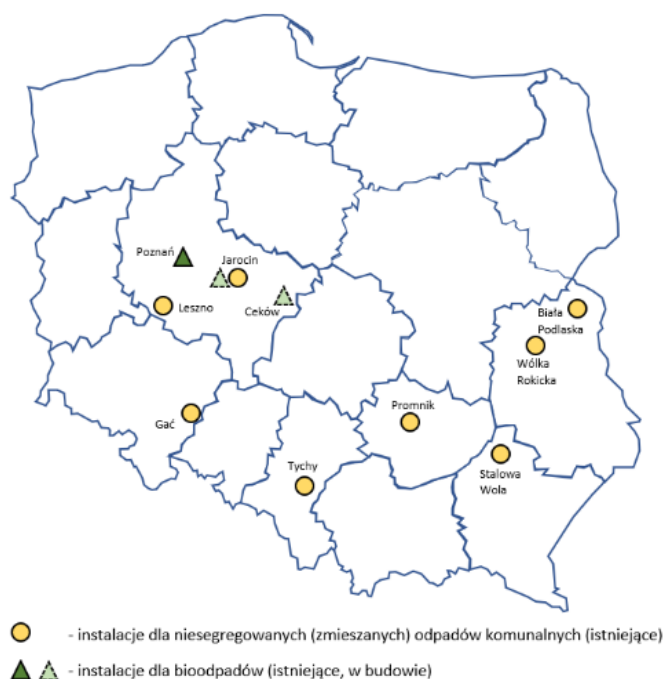 Poznań
Jarocin
Leszno
Ceków
Biała
Podlaska
Wólka
Rokicka
Gać
Promnik
Tychy
Stalowa
Wola
- instalacje dla niesegregowanych (zmieszanych) odpadów komunalnych (istniejące)
- instalacje dla bioodpadów (istniejące, w budowie)